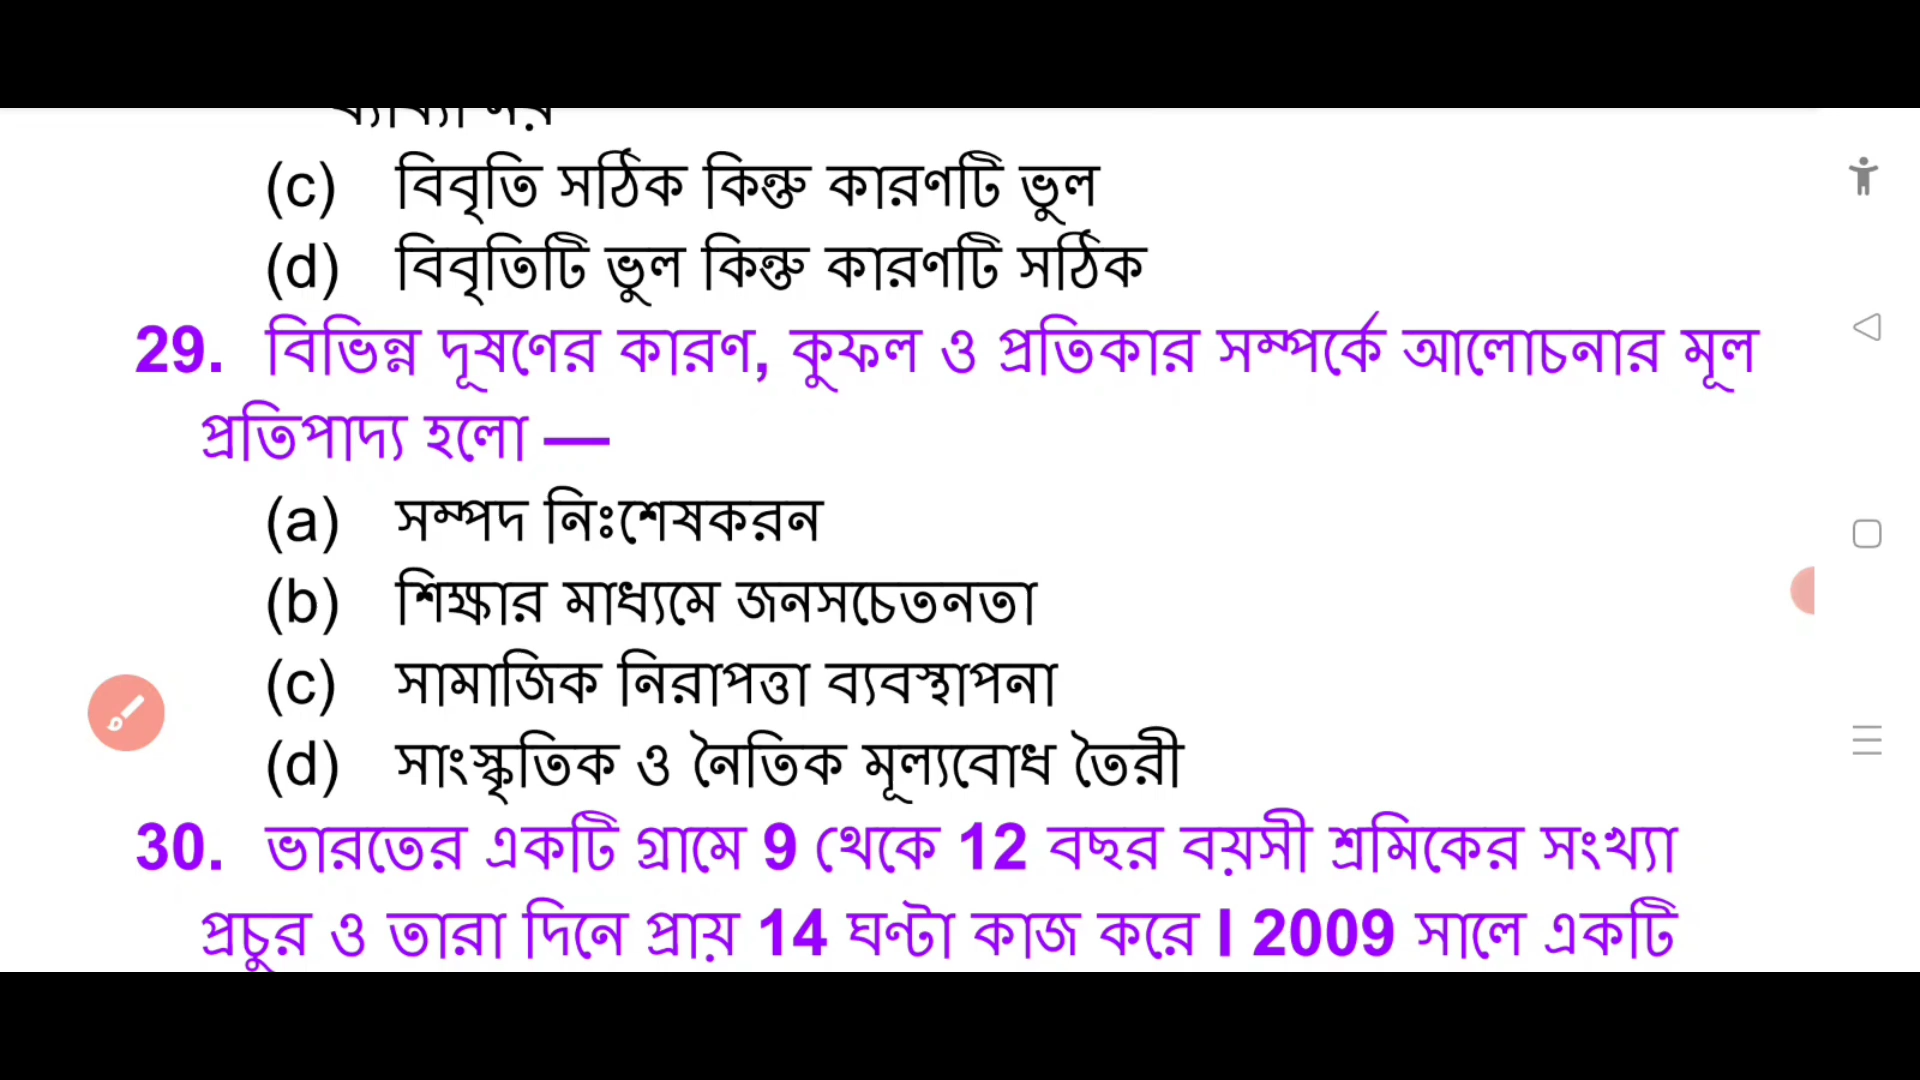 (c) বিবৃতি সঠিক কিন্তু কারণটি ভুল
(d) বিবৃতিটি ভুল কিন্তু কারণটি সঠিক
29. বিভিন্ন দূষণের কারণ, কুফল ও প্রতিকার সম্পর্কে আলোচনার মূল
প্রতিপাদ্য হলো —
(a) সম্পদ নিঃশেষকরন
(b) শিক্ষার মাধ্যমে জনসচেতনতা
(c) সামাজিক নিরাপত্তা ব্যবস্থাপনা
(d) সাংস্কৃতিক ও নৈতিক মূল্যবোধ তৈরী
30. ভারতের একটি গ্রামে 9 থেকে 12 বছর বয়সী শ্রমিকের সংখ্যা
প্রচুর ও তারা দিনে প্রায় 14 ঘণ্টা কাজ করে l 2009 সালে একটি